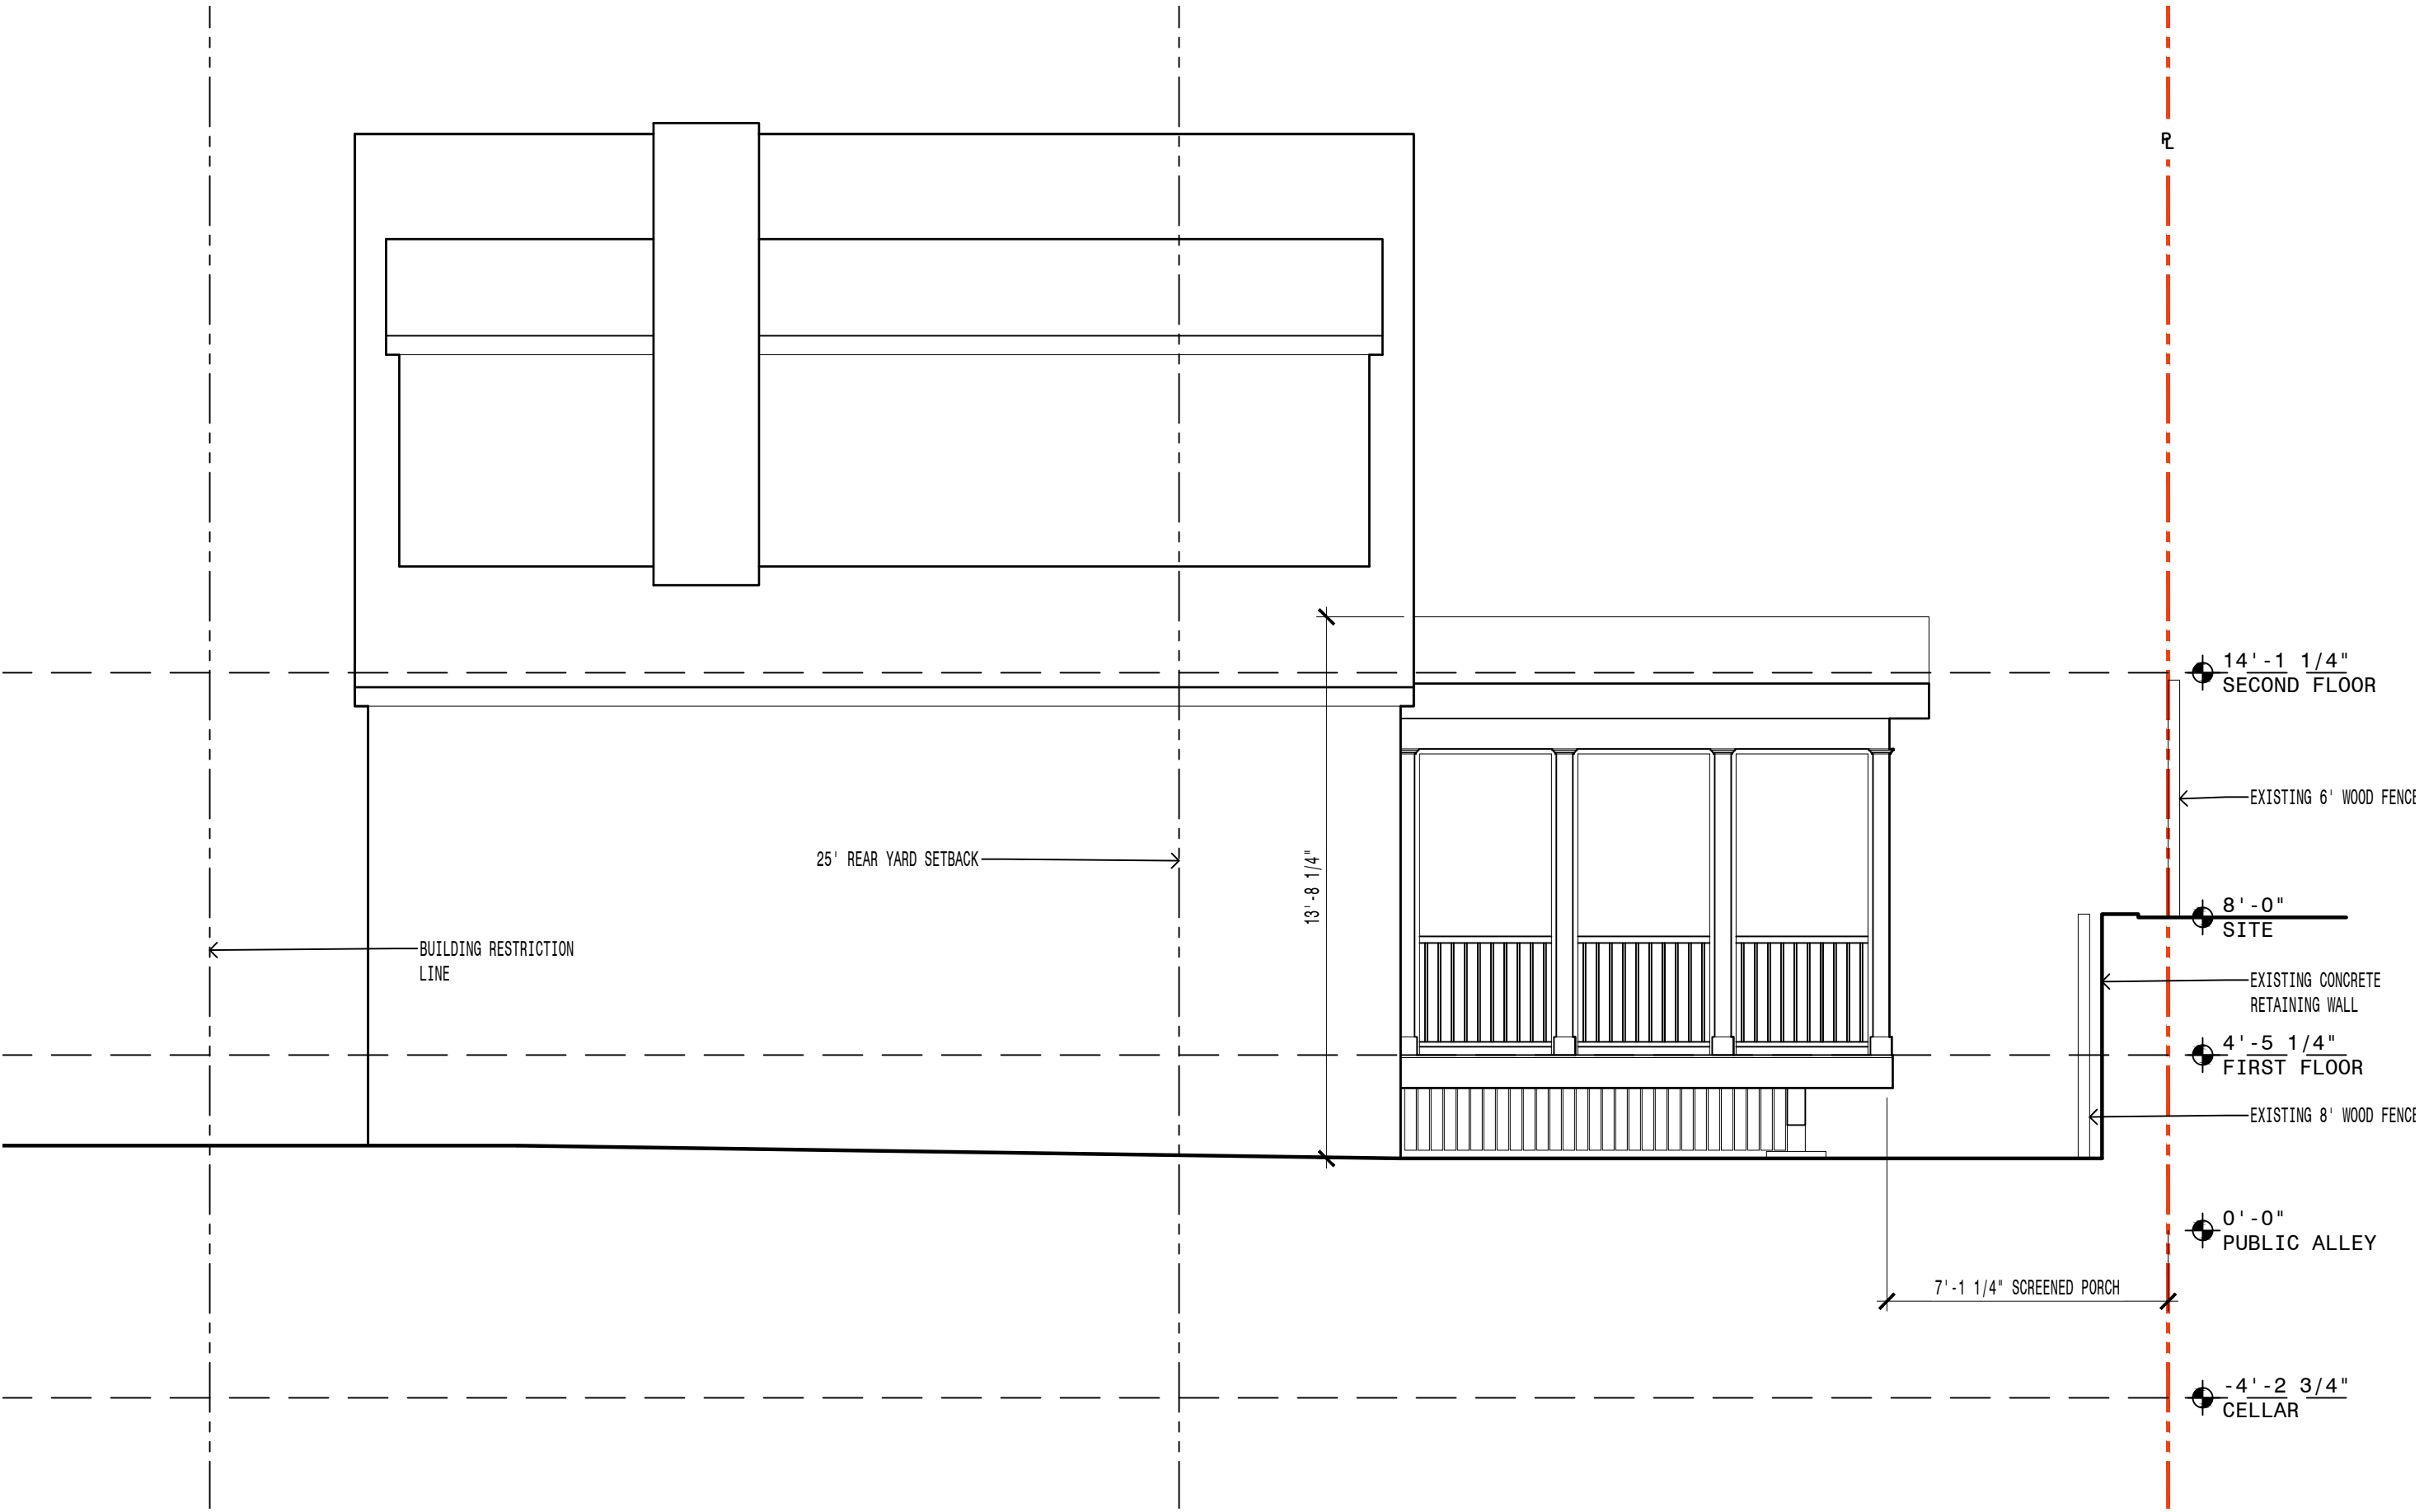 PL
14'-1 1/4"
SECOND FLOOR
EXISTING 6' WOOD FENCE
25' REAR YARD SETBACK
13'-8 1/4"
8'-0"
SITE
BUILDING RESTRICTION
LINE
EXISTING CONCRETE
RETAINING WALL
4'-5 1/4"
FIRST FLOOR
EXISTING 8' WOOD FENCE
0'-0"
PUBLIC ALLEY
7'-1 1/4" SCREENED PORCH
-4'-2 3/4"
CELLAR